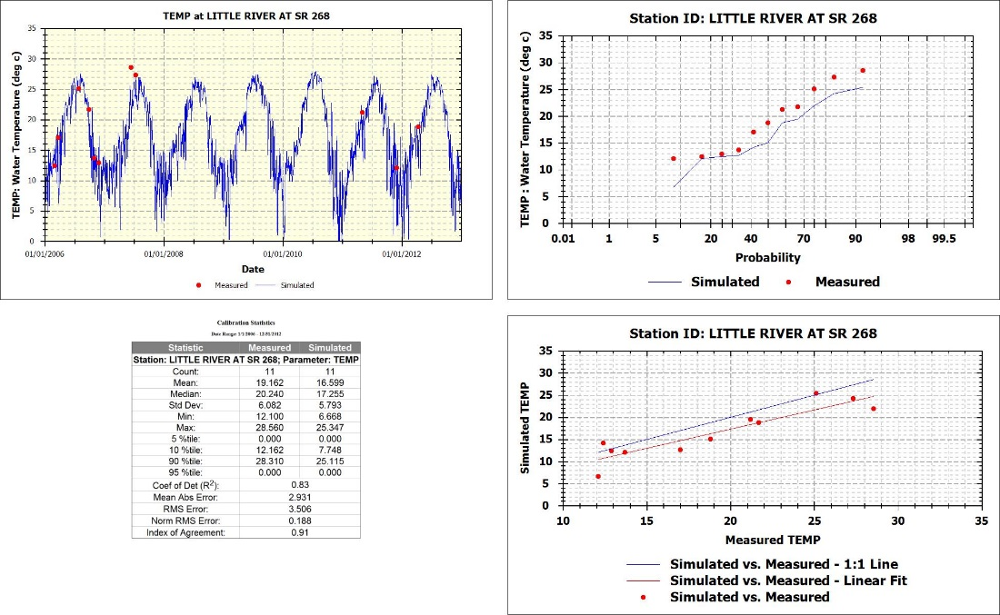 TEMP at LITTLE RIVER AT SR 268
TEMP: Water Temperature (deg c)
35
30
25
20
15
10
5
0
01/01/2006
01/01/2008
01/01/2010
01/01/2012
Date
Measured
Simulated
Station ID: LITTLE RIVER AT SR 268
TEMP : Water Temperature (deg c)
35
30
25
20
15
10
5
0
0.01 1 5 20 40 70 90 98 99.5
Probability
Simulated
Measured
Calibration Statistics
Date Range: 1/1/2006 - 12/31/2012
Statistic Measured Simulated
Station: LITTLE RIVER AT SR 268; Parameter: TEMP
Count: 11 11
Mean: 19.162 16.599
Median: 20.240 17.255
Std Dev: 6.082 5.793
Min: 12.100 6.668
Max: 28.560 25.347
5 %tile: 0.000 0.000
10 %tile: 12.162 7.748
90 %tile: 28.310 25.115
95 %tile: 0.000 0.000
Coef of Det (R²): 0.83
Mean Abs Error: 2.931
RMS Error: 3.506
Norm RMS Error: 0.188
Index of Agreement: 0.91
Station ID: LITTLE RIVER AT SR 268
Simulated TEMP
35
30
25
20
15
10
5
0
10 15 20 25 30 35
Measured TEMP
Simulated vs. Measured - 1:1 Line
Simulated vs. Measured - Linear Fit
Simulated vs. Measured